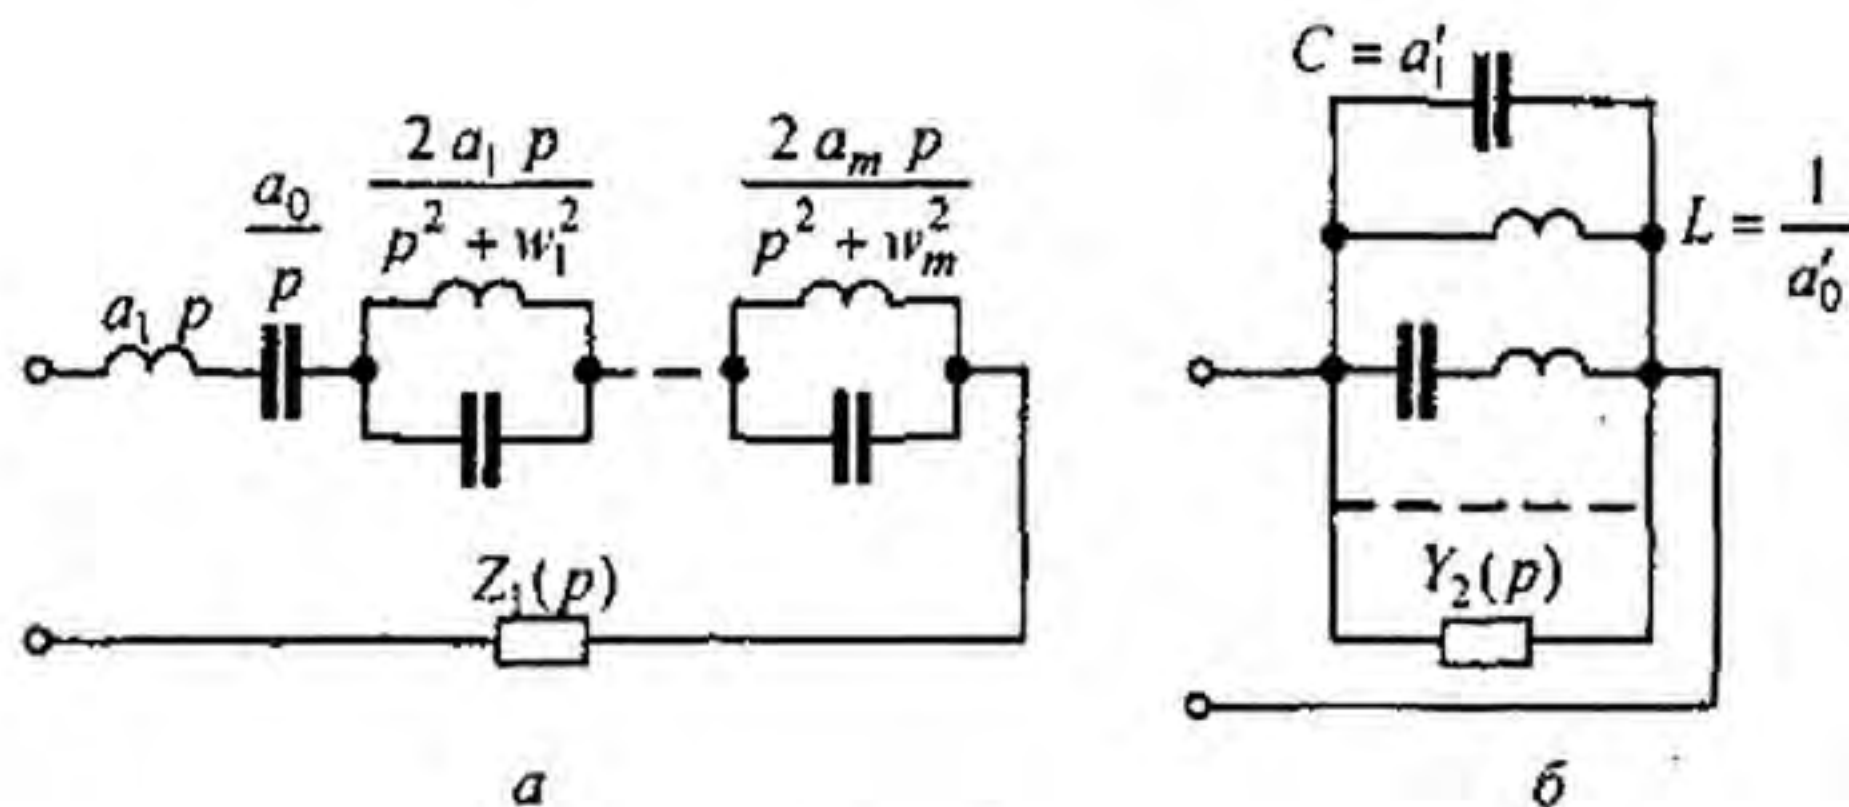 a₁ p
a₀ / p
2 a₁ p / p² + w₁²
2 aₘ p / p² + wₘ²
Z₁(p)
а
C = a'₁
L = 1 / a'₀
Y₂(p)
б